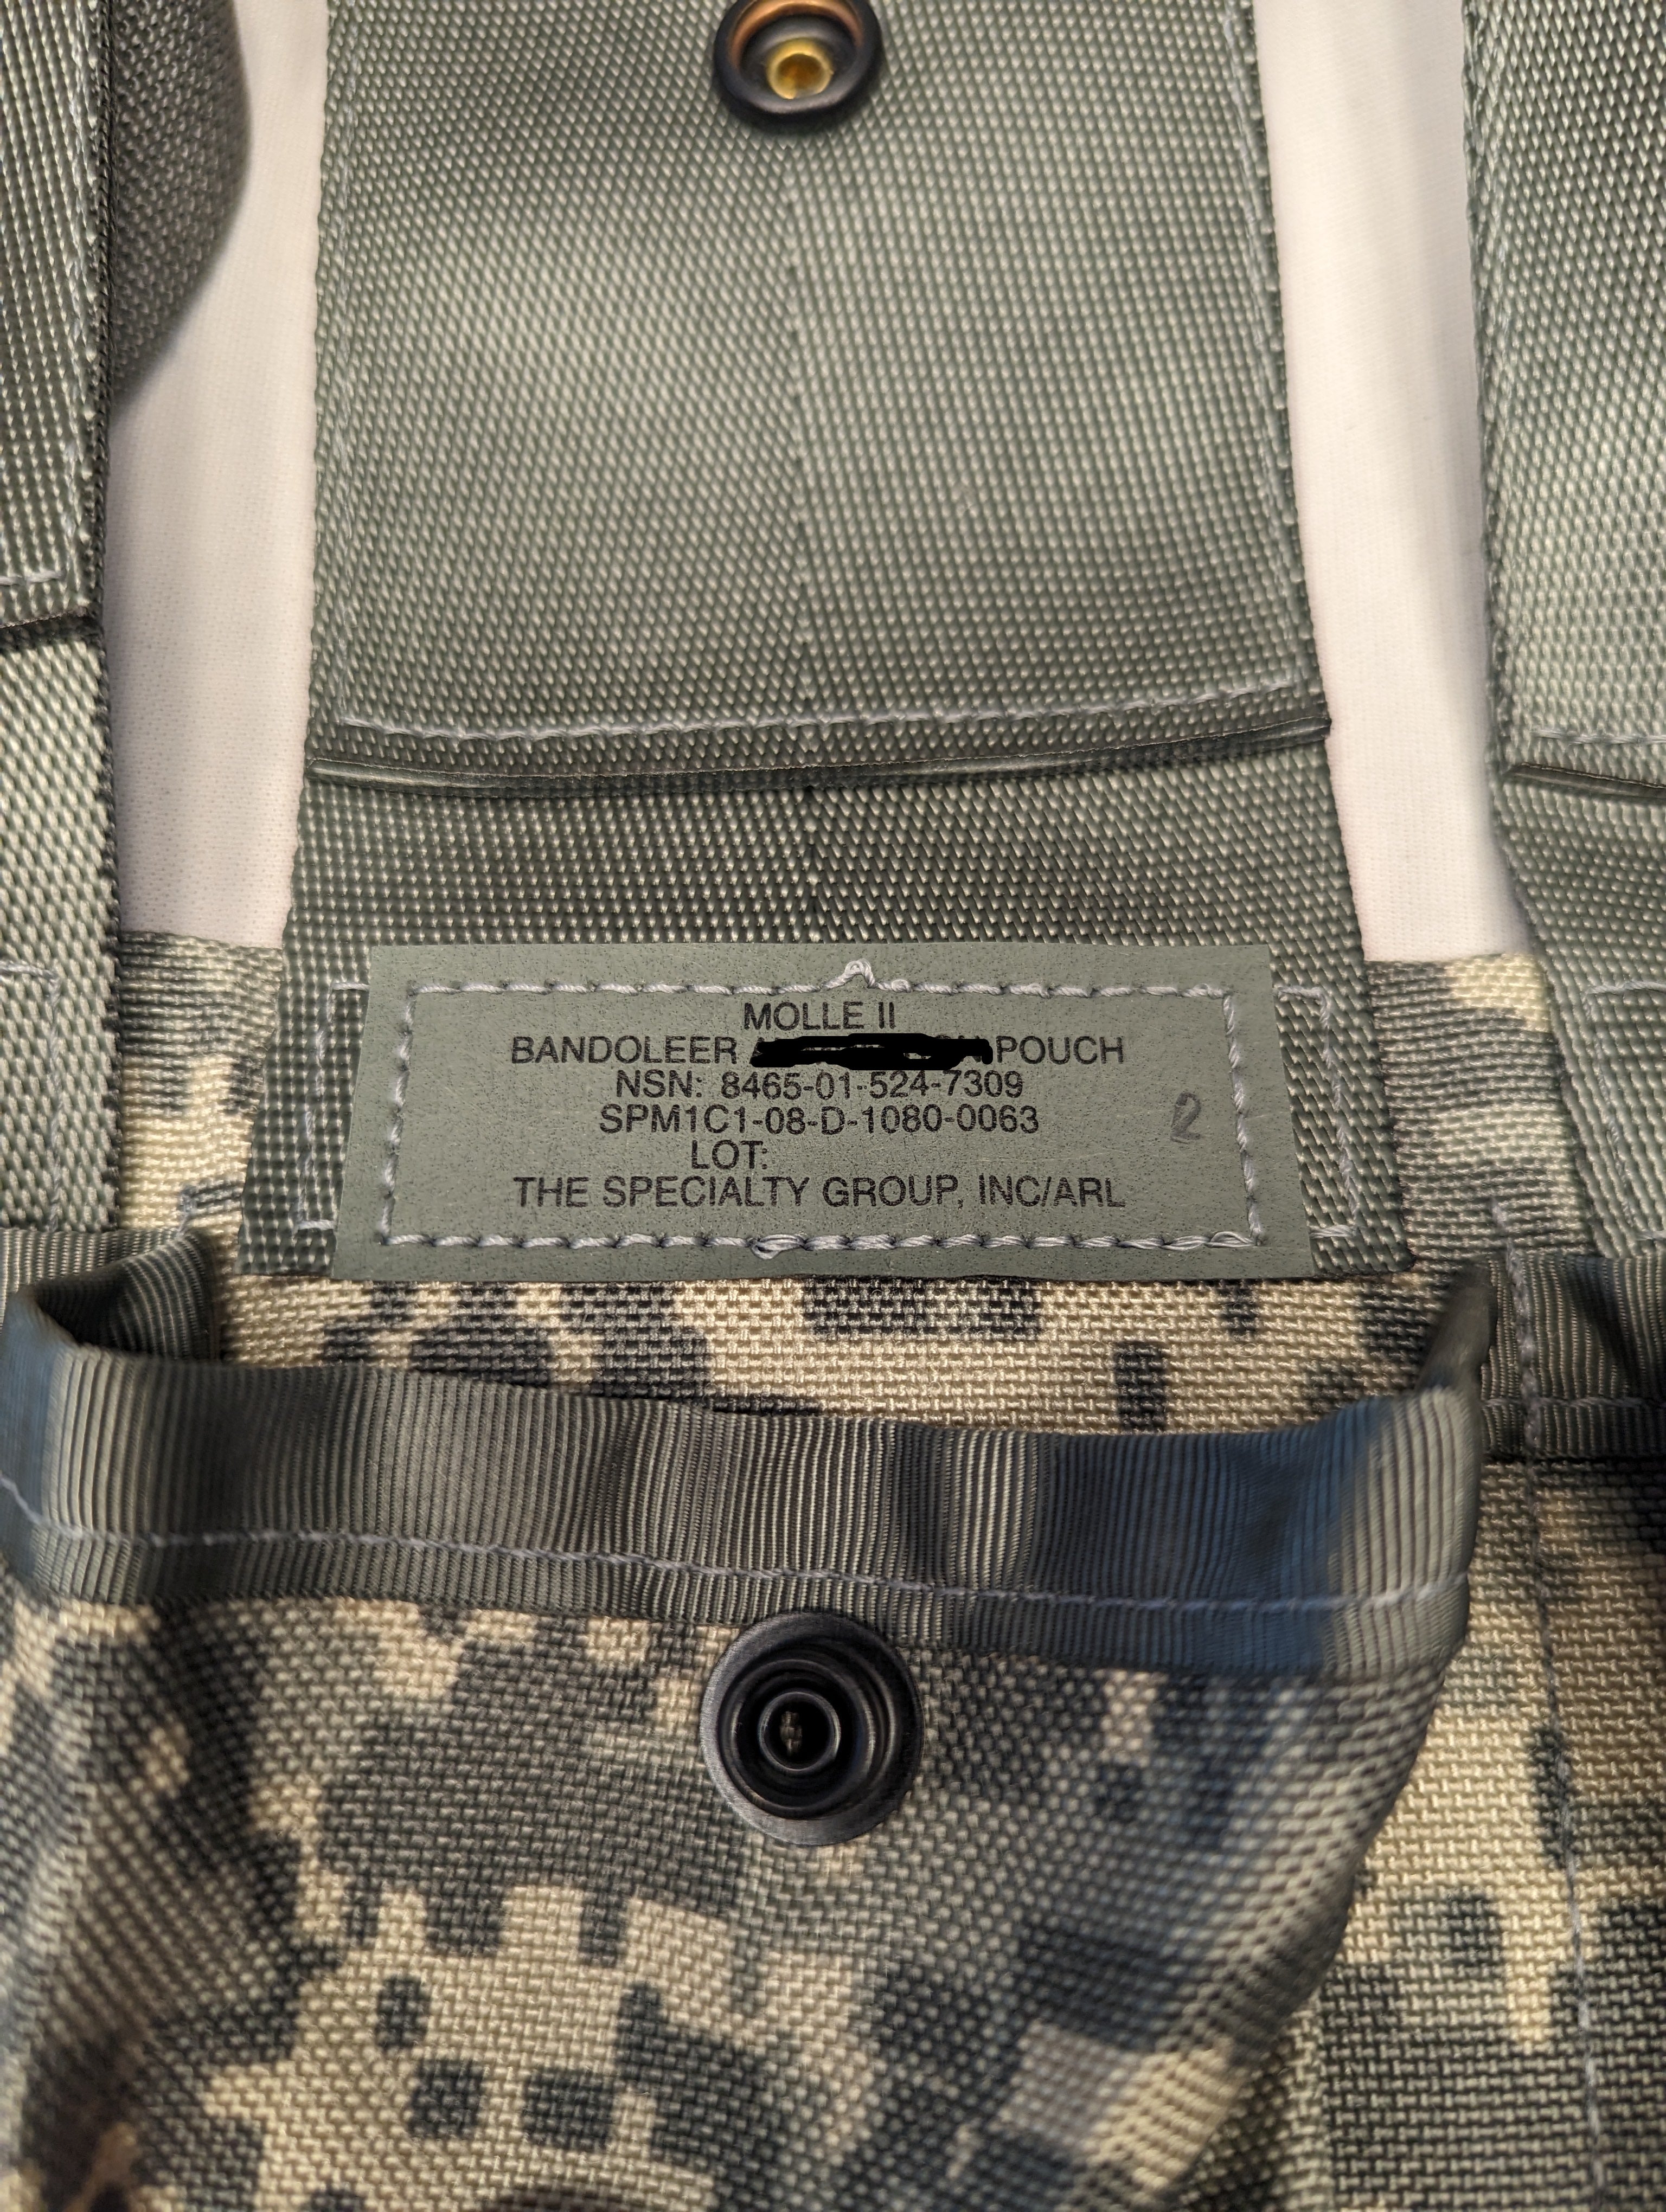 MOLLE II
BANDOLEER POUCH
NSN: 8465-01-524-7309
SPM1C1-08-D-1080-0063
2
LOT:
THE SPECIALTY GROUP, INC/ARL